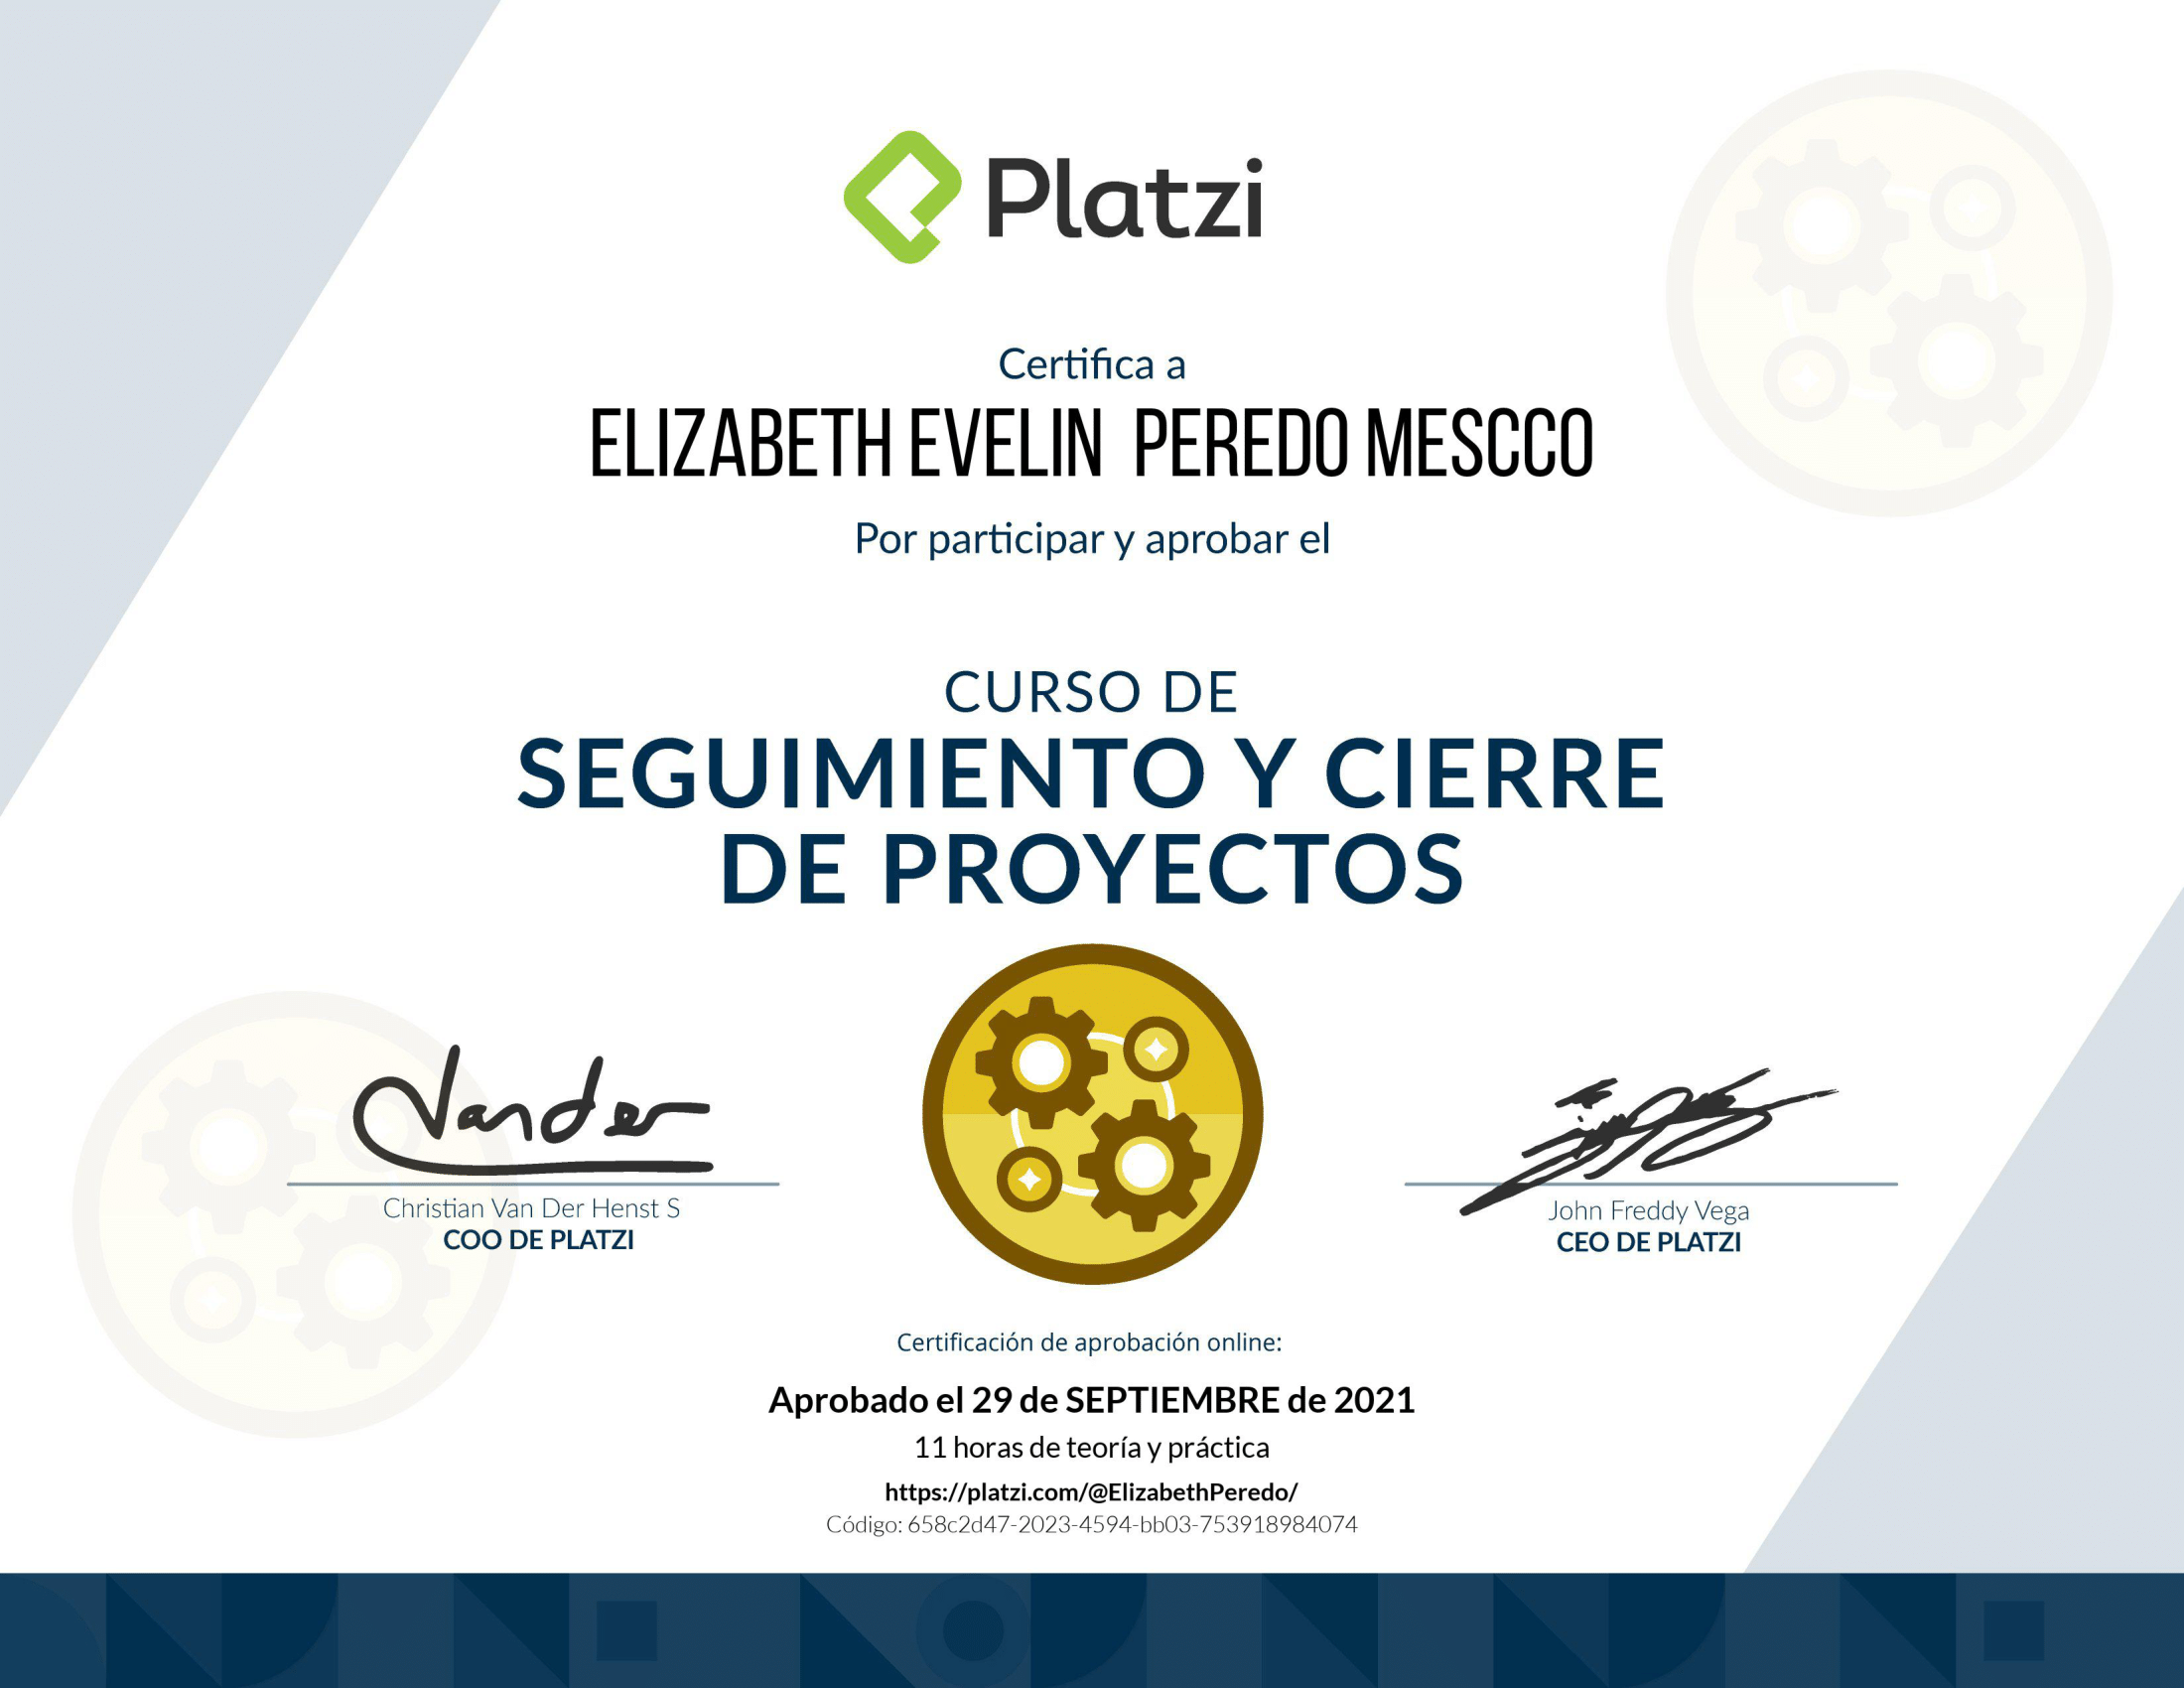 Platzi
Certifica a
ELIZABETH EVELIN PEREDO MESCCO
Por participar y aprobar el
CURSO DE
SEGUIMIENTO Y CIERRE
DE PROYECTOS
Vander
Christian Van Der Henst S
COO DE PLATZI
John Freddy Vega
CEO DE PLATZI
Certificación de aprobación online:
Aprobado el 29 de SEPTIEMBRE de 2021
11 horas de teoría y práctica
https://platzi.com/@ElizabethPeredo/
Código: 658c2d47-2023-4594-bb03-753918984074